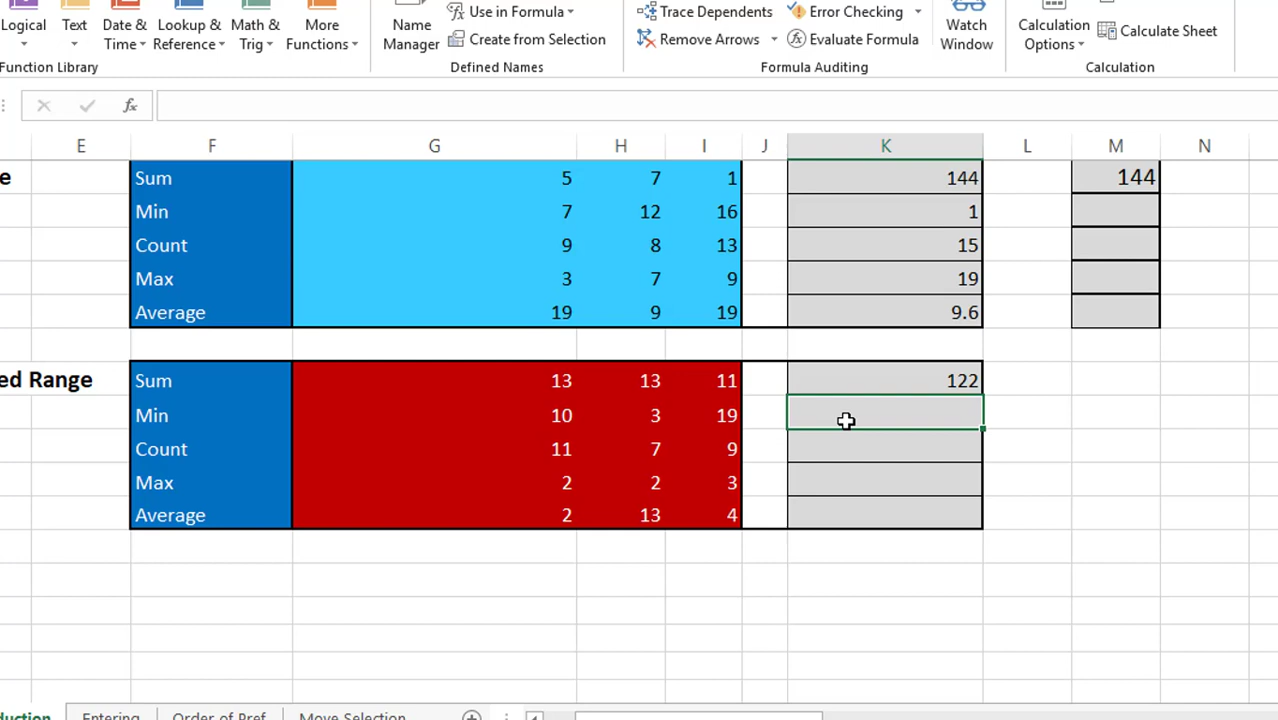 Logical Text Date & Time Lookup & Reference Math & Trig More Functions Name Manager Use in Formula Create from Selection Trace Dependents Remove Arrows Error Checking Evaluate Formula Watch Window Calculation Options Calculate Sheet
Function Library Defined Names Formula Auditing Calculation
fx
E F G H I J K L M N
e Sum 5 7 1 144 144
Min 7 12 16 1
Count 9 8 13 15
Max 3 7 9 19
Average 19 9 19 9.6
ed Range Sum 13 13 11 122
Min 10 3 19
Count 11 7 9
Max 2 2 3
Average 2 13 4
duction Entering Order of Pref Move Selection